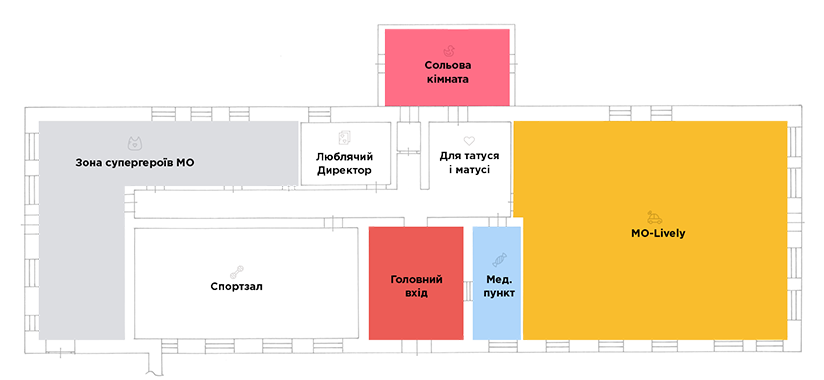 Сольова
кімната
Зона супергероїв МО
Люблячий
Директор
Для татуся
і матусі
MO-Lively
Спортзал
Головний
вхід
Мед.
пункт